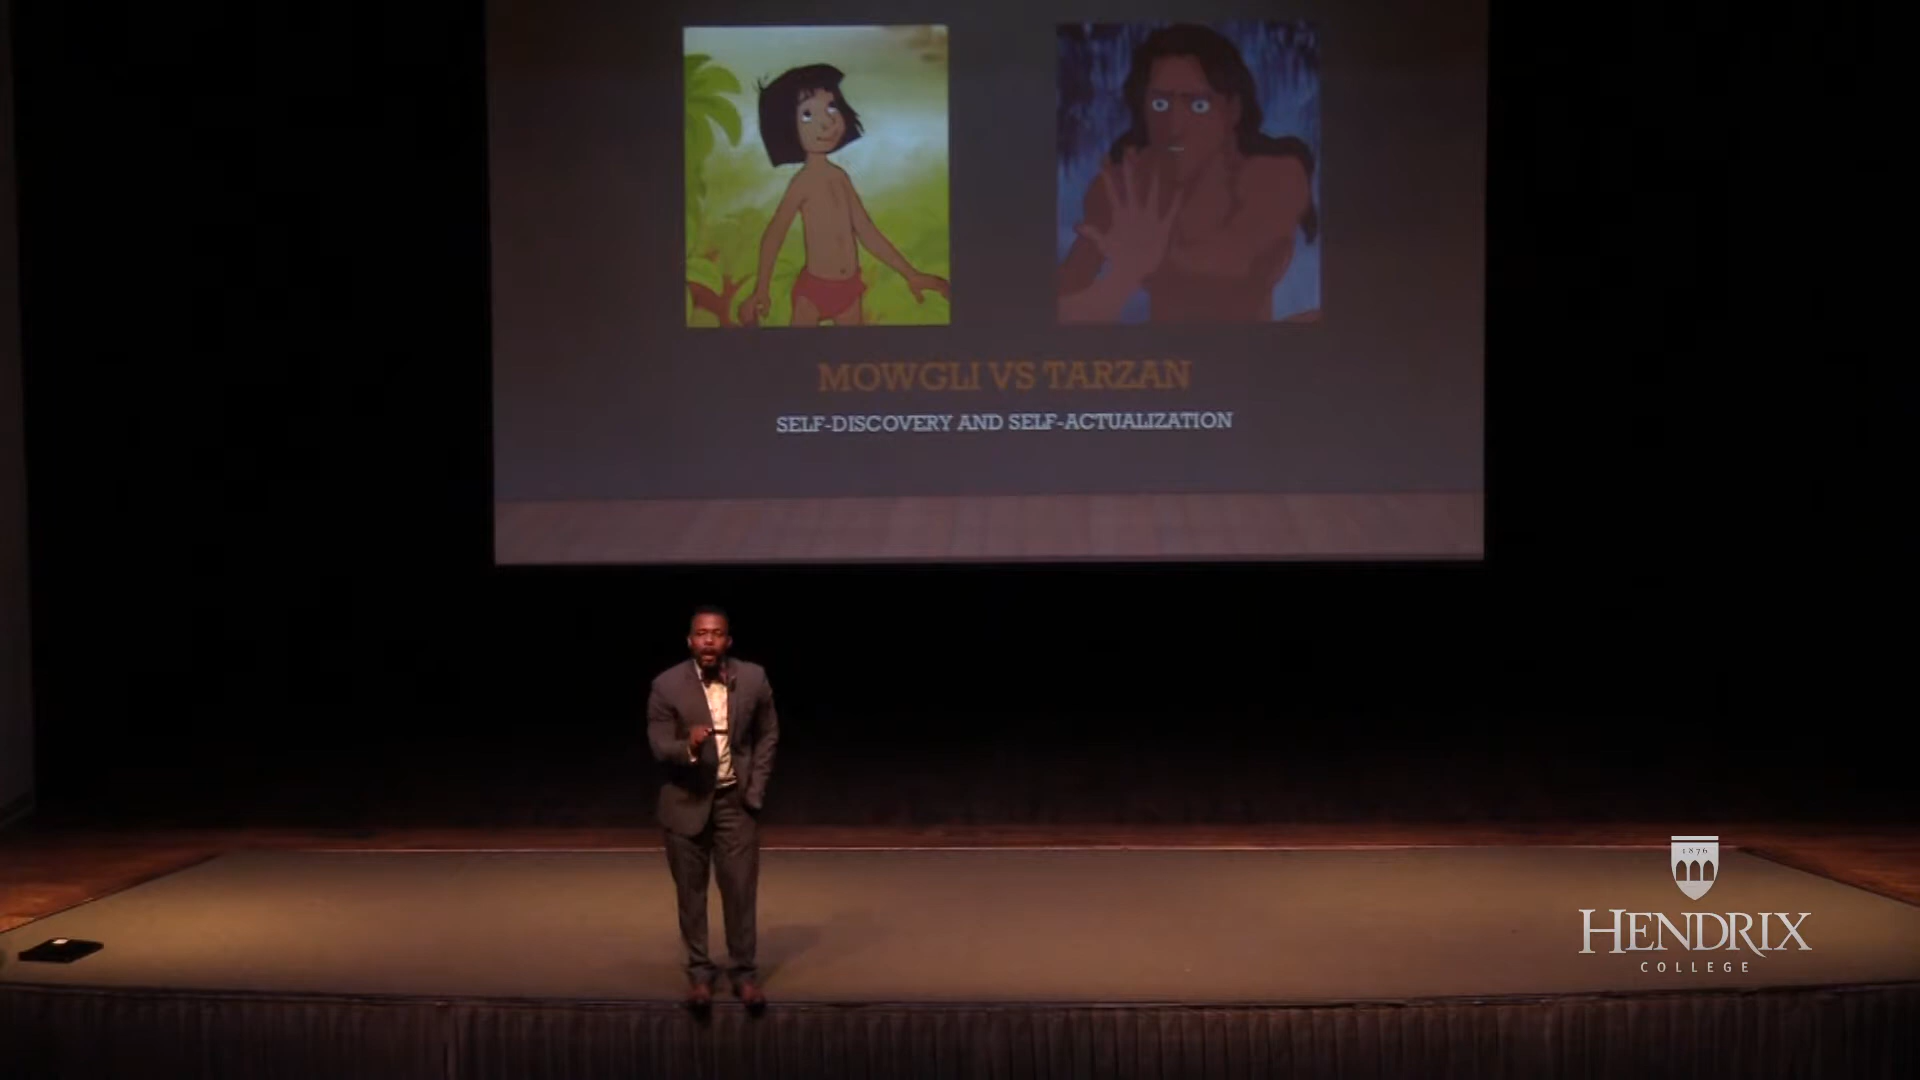 MOWGLI VS TARZAN
SELF-DISCOVERY AND SELF-ACTUALIZATION
1876
HENDRIX
COLLEGE